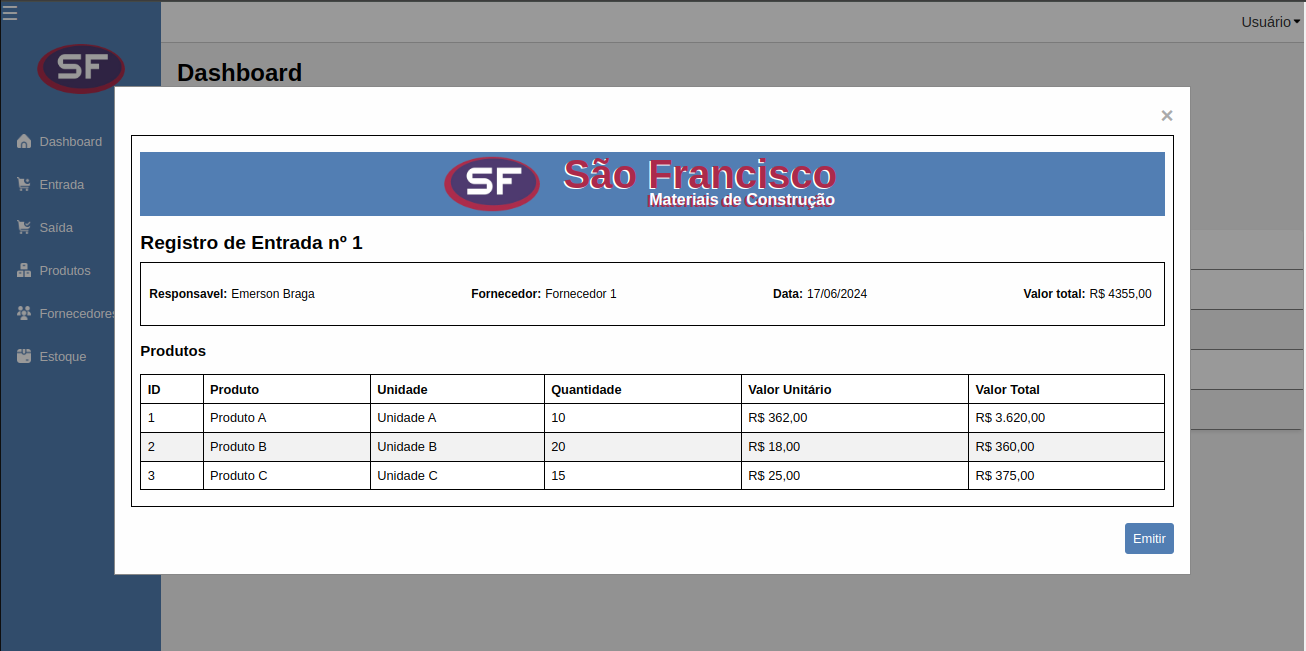 Usuário
SF
Dashboard
Dashboard
Entrada
Saída
Produtos
Fornecedores
Estoque
×
SF São Francisco
Materiais de Construção
Registro de Entrada nº 1
Responsavel: Emerson Braga Fornecedor: Fornecedor 1 Data: 17/06/2024 Valor total: R$ 4355,00
Produtos
ID Produto Unidade Quantidade Valor Unitário Valor Total
1 Produto A Unidade A 10 R$ 362,00 R$ 3.620,00
2 Produto B Unidade B 20 R$ 18,00 R$ 360,00
3 Produto C Unidade C 15 R$ 25,00 R$ 375,00
Emitir